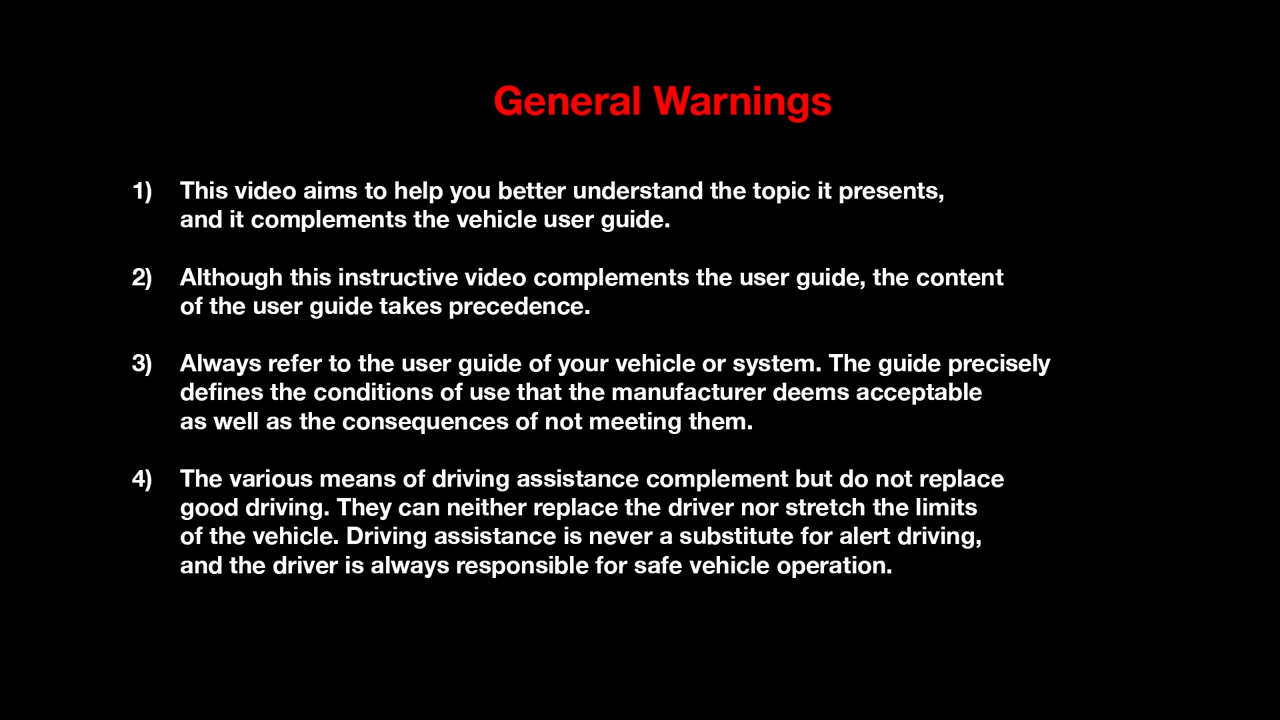 General Warnings
1) This video aims to help you better understand the topic it presents,
and it complements the vehicle user guide.
2) Although this instructive video complements the user guide, the content
of the user guide takes precedence.
3) Always refer to the user guide of your vehicle or system. The guide precisely
defines the conditions of use that the manufacturer deems acceptable
as well as the consequences of not meeting them.
4) The various means of driving assistance complement but do not replace
good driving. They can neither replace the driver nor stretch the limits
of the vehicle. Driving assistance is never a substitute for alert driving,
and the driver is always responsible for safe vehicle operation.